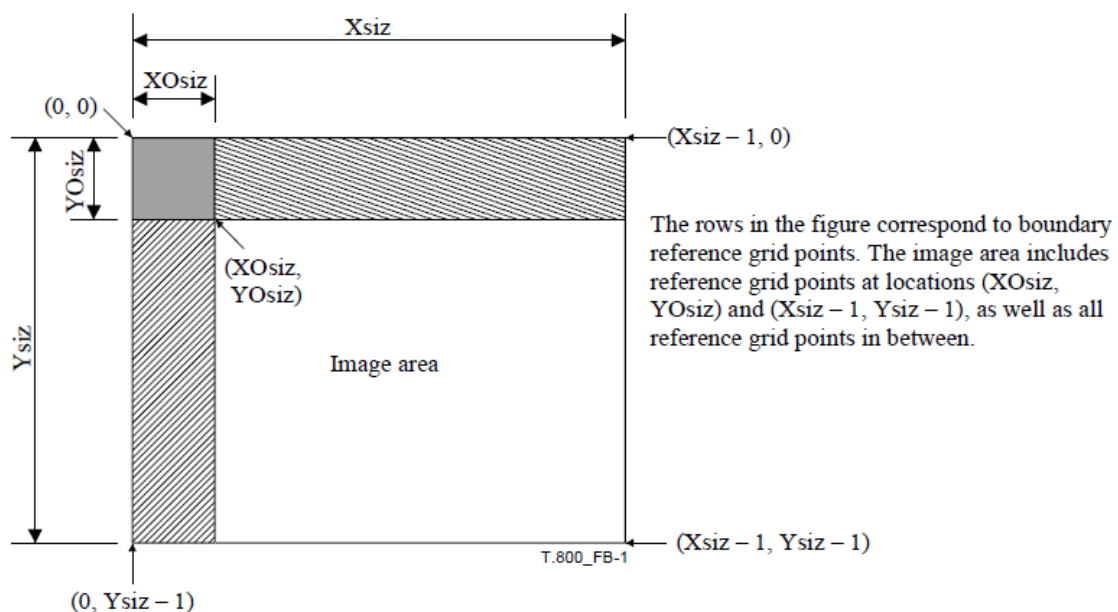 Xsiz
XOsiz
(0, 0)
(Xsiz – 1, 0)
YOsiz
The rows in the figure correspond to boundary
reference grid points. The image area includes
reference grid points at locations (XOsiz,
YOsiz) and (Xsiz – 1, Ysiz – 1), as well as all
reference grid points in between.
(XOsiz,
YOsiz)
Ysiz
Image area
(Xsiz – 1, Ysiz – 1)
T.800_FB-1
(0, Ysiz – 1)